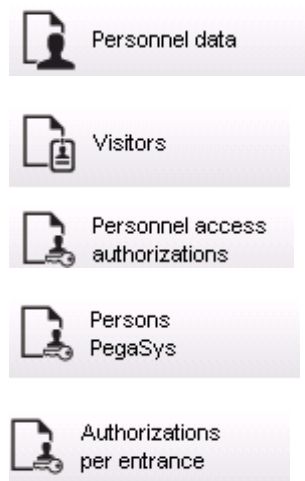 Personnel data
Visitors
Personnel access
authorizations
Persons
PegaSys
Authorizations
per entrance